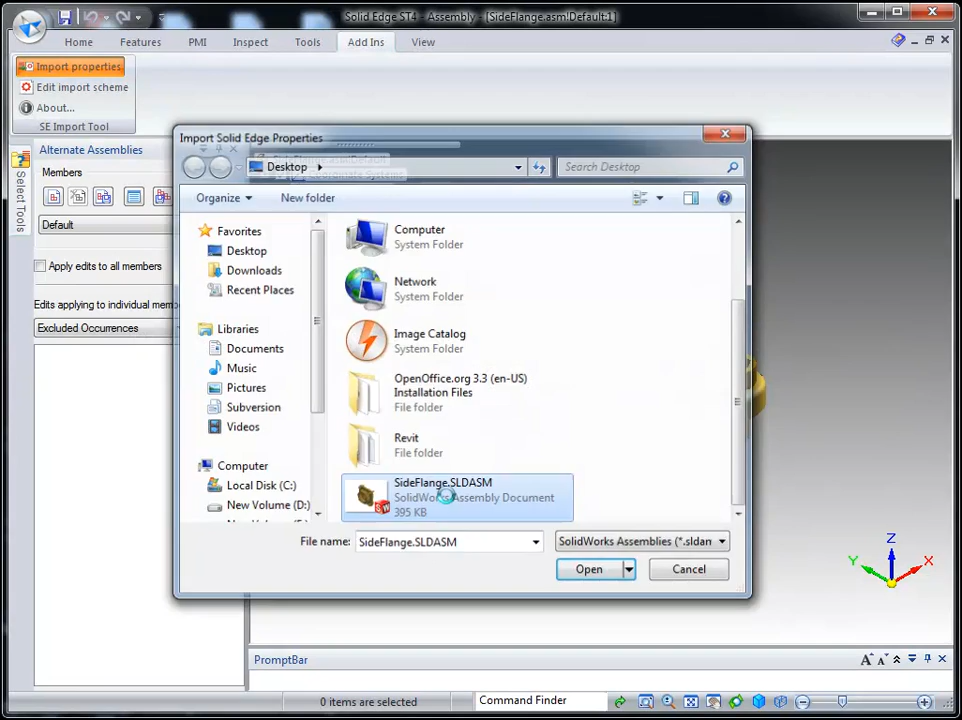 Solid Edge ST4 - Assembly - [SideFlange.asm:Default:1]
Home Features PMI Inspect Tools Add Ins View
Import properties
Edit import scheme
About...
SE Import Tool
Select Tools
Alternate Assemblies
Members
Default
Apply edits to all members
Edits applying to individual mem
Excluded Occurrences
Import Solid Edge Properties
Desktop
Search Desktop
Organize New folder
Favorites
Desktop
Downloads
Recent Places
Libraries
Documents
Music
Pictures
Subversion
Videos
Computer
Local Disk (C:)
New Volume (D:)
Computer
System Folder
Network
System Folder
Image Catalog
System Folder
OpenOffice.org 3.3 (en-US)
Installation Files
File folder
Revit
File folder
SideFlange.SLDASM
SolidWorks Assembly Document
395 KB
File name: SideFlange.SLDASM SolidWorks Assemblies (*.sldan
Open Cancel
Z
Y X
PromptBar
0 items are selected Command Finder